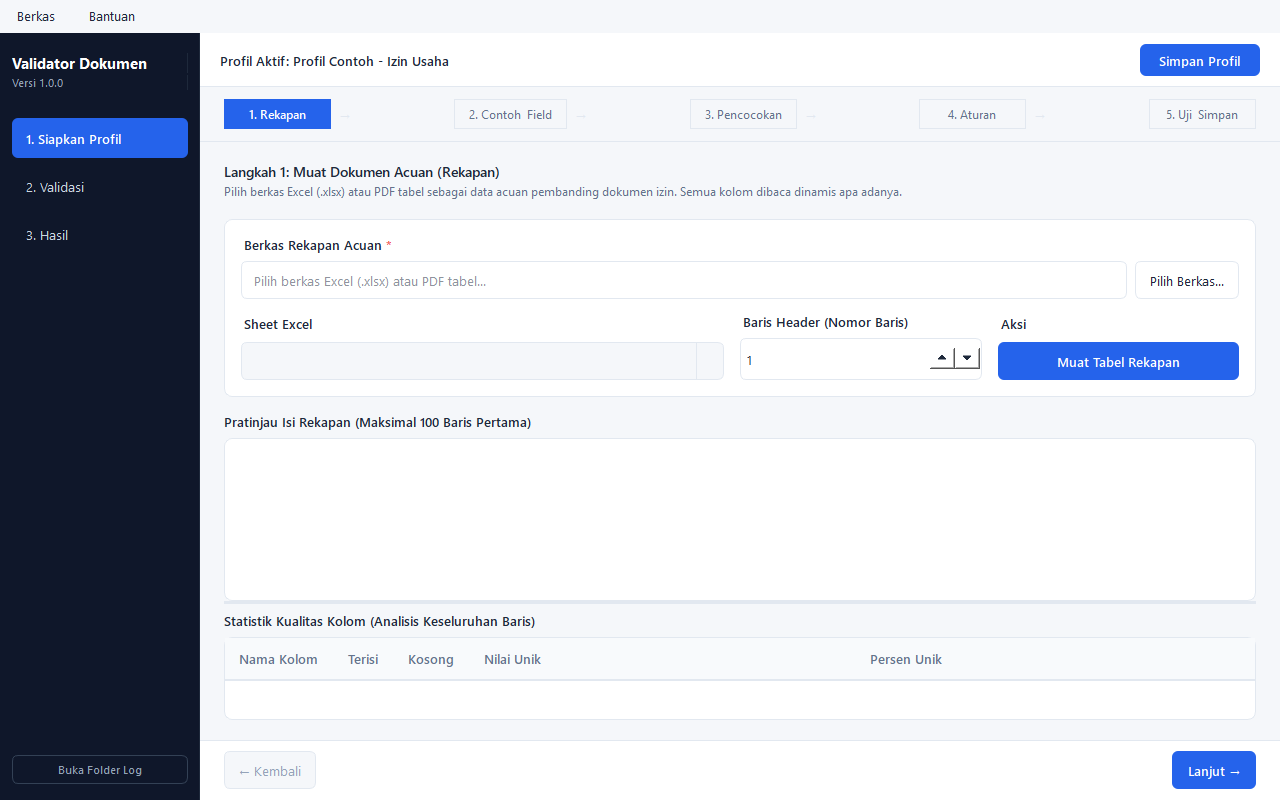 Berkas Bantuan
Validator Dokumen
Versi 1.0.0
1. Siapkan Profil
2. Validasi
3. Hasil
Buka Folder Log
Profil Aktif: Profil Contoh - Izin Usaha
Simpan Profil
1. Rekapan → 2. Contoh Field → 3. Pencocokan → 4. Aturan → 5. Uji Simpan
Langkah 1: Muat Dokumen Acuan (Rekapan)
Pilih berkas Excel (.xlsx) atau PDF tabel sebagai data acuan pembanding dokumen izin. Semua kolom dibaca dinamis apa adanya.
Berkas Rekapan Acuan *
Pilih berkas Excel (.xlsx) atau PDF tabel... Pilih Berkas...
Sheet Excel Baris Header (Nomor Baris) Aksi
1 Muat Tabel Rekapan
Pratinjau Isi Rekapan (Maksimal 100 Baris Pertama)
Statistik Kualitas Kolom (Analisis Keseluruhan Baris)
Nama Kolom Terisi Kosong Nilai Unik Persen Unik
← Kembali Lanjut →